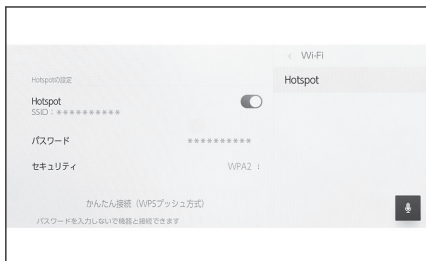 < Wi-Fi
Hotspotの設定
Hotspot
Hotspot
SSID：＊＊＊＊＊＊＊＊＊＊
パスワード ＊＊＊＊＊＊＊＊＊＊
セキュリティ WPA2
かんたん接続（WPSプッシュ方式）
パスワードを入力しないで機器と接続できます